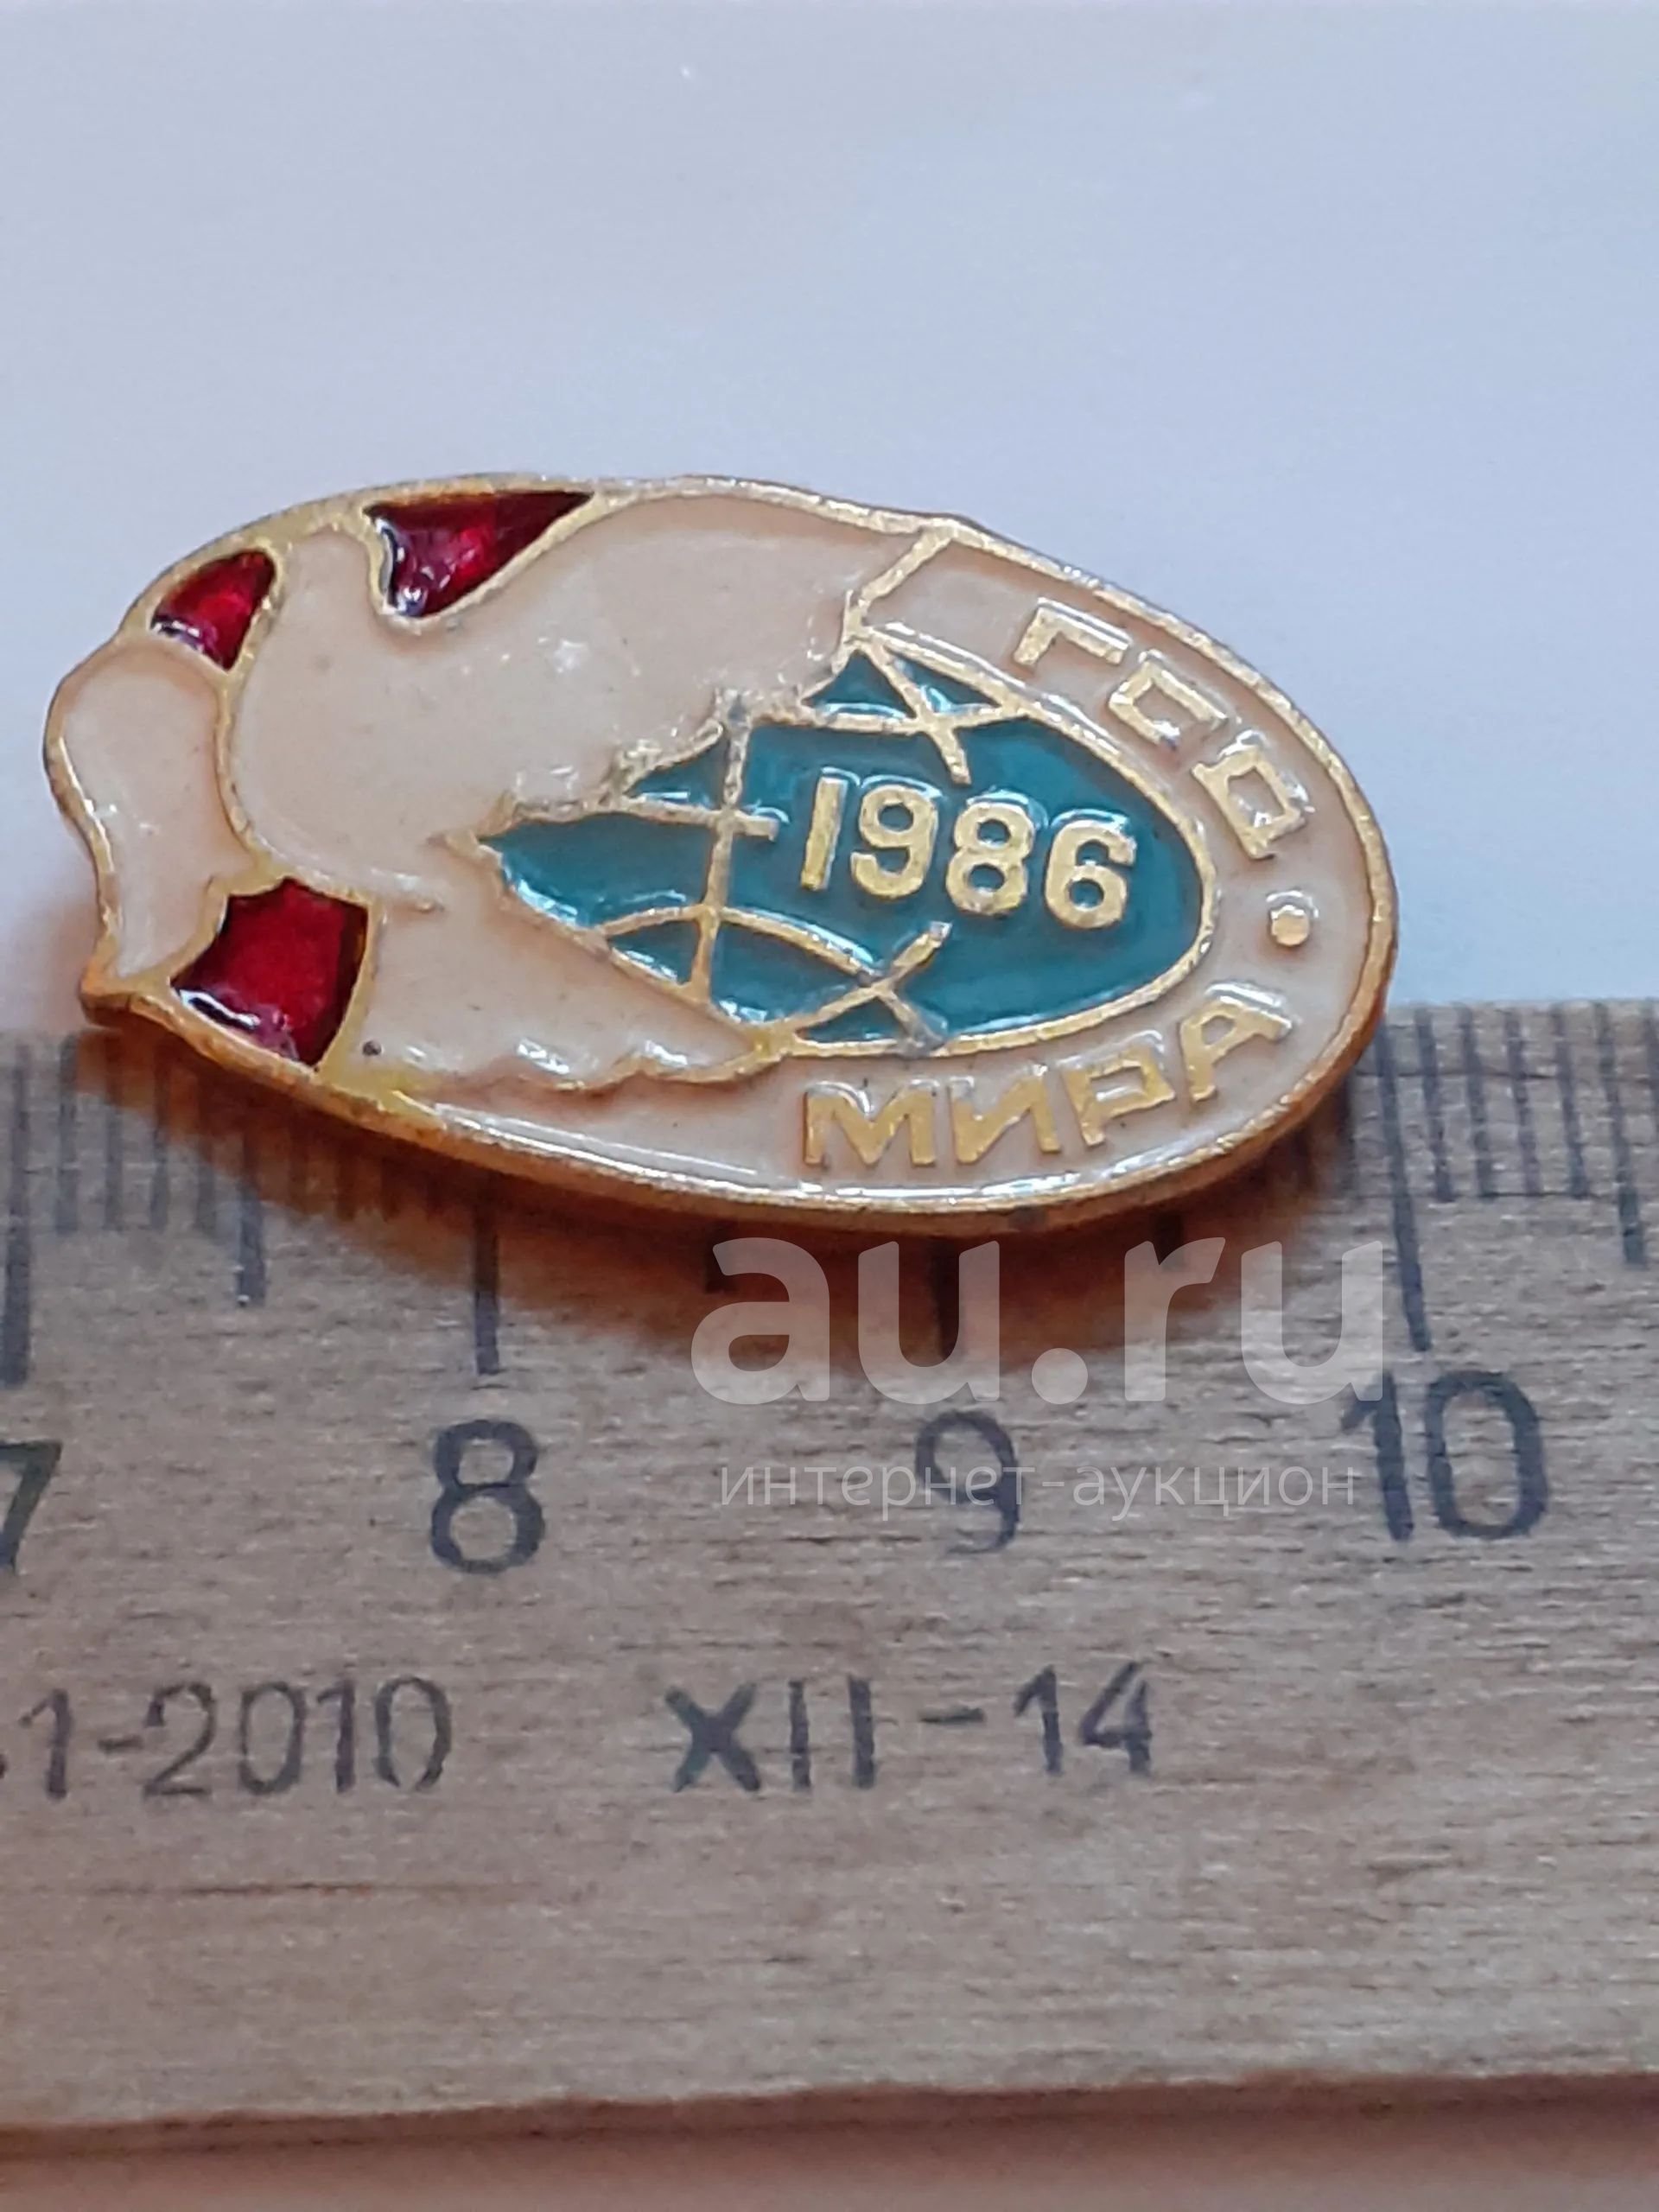 ГОД • МИРА
1986
au.ru
интернет-аукцион
7 8 9 10
1-2010 XII-14